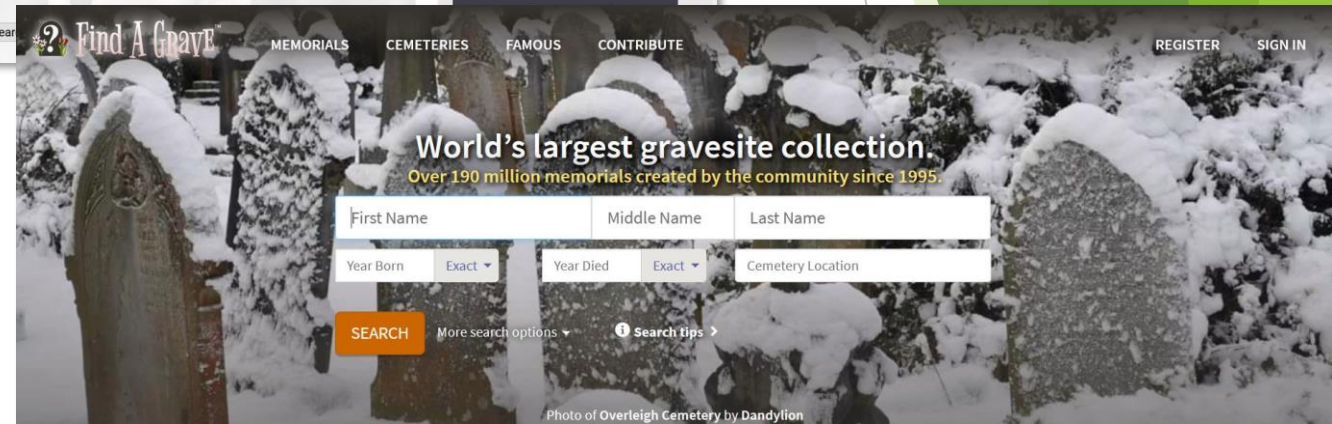 Find A Grave™
MEMORIALS CEMETERIES FAMOUS CONTRIBUTE REGISTER SIGN IN
World's largest gravesite collection.
Over 190 million memorials created by the community since 1995.
First Name Middle Name Last Name
Year Born Exact Year Died Exact Cemetery Location
SEARCH More search options Search tips
Photo of Overleigh Cemetery by Dandylion